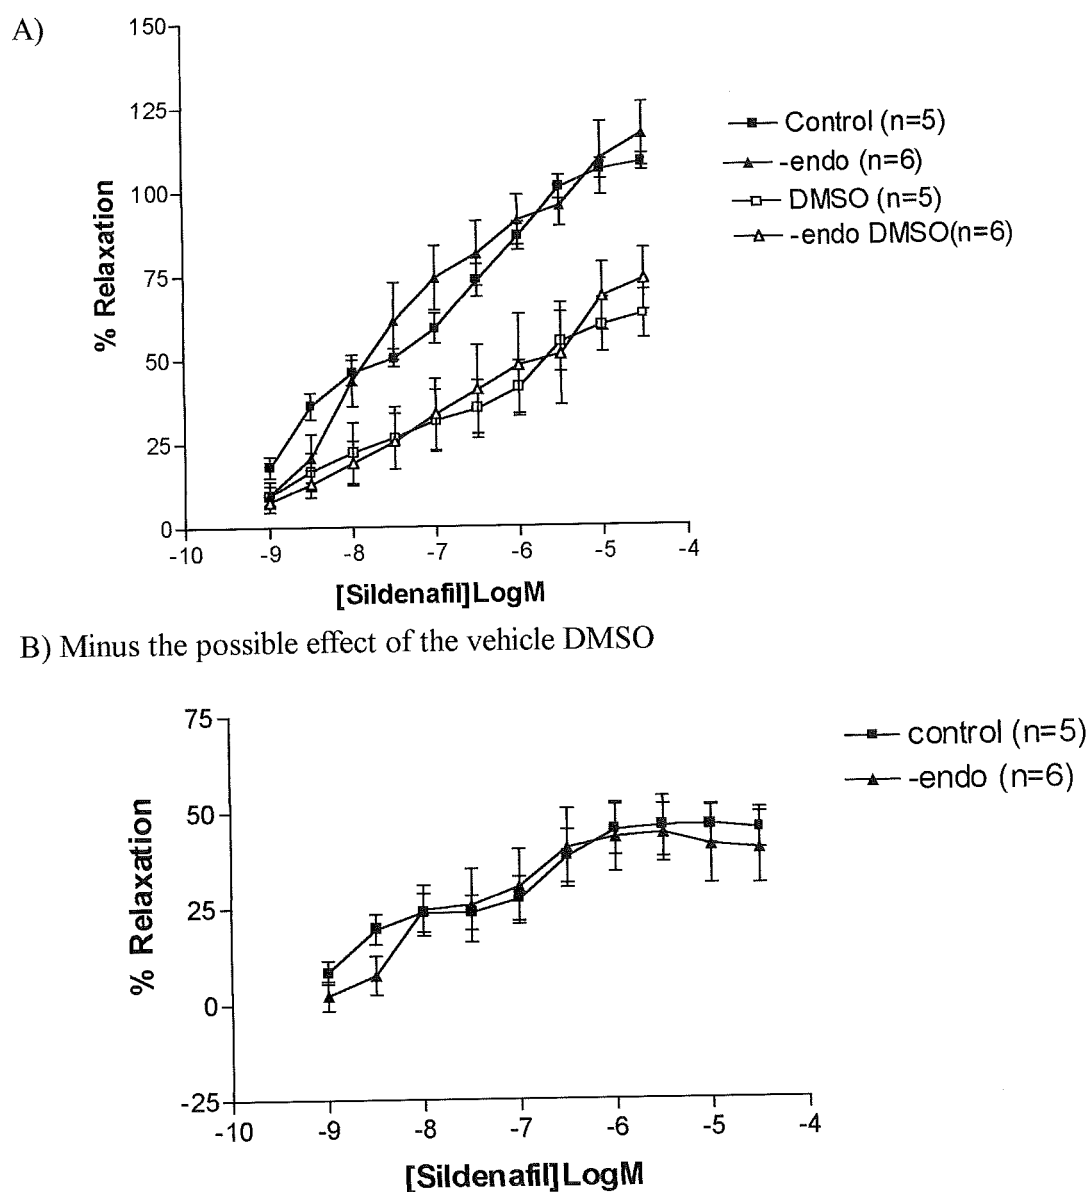 A)
150
125
100
75
50
25
0
% Relaxation
-10 -9 -8 -7 -6 -5 -4
[Sildenafil]LogM
Control (n=5)
-endo (n=6)
DMSO (n=5)
-endo DMSO(n=6)
B) Minus the possible effect of the vehicle DMSO
75
50
25
0
-25
% Relaxation
-10 -9 -8 -7 -6 -5 -4
[Sildenafil]LogM
control (n=5)
-endo (n=6)